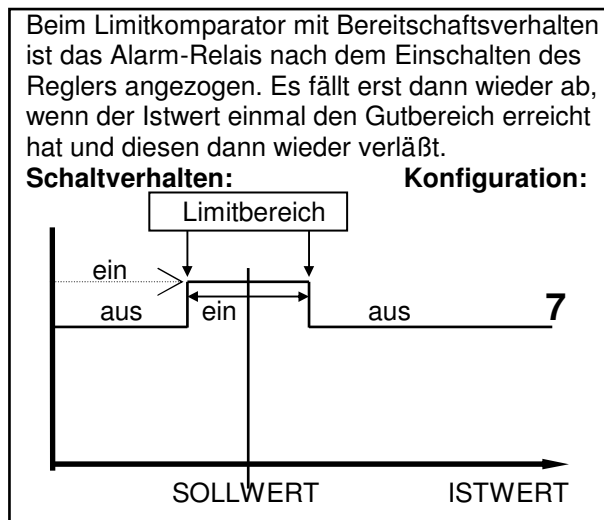 Beim Limitkomparator mit Bereitschaftsverhalten
ist das Alarm-Relais nach dem Einschalten des
Reglers angezogen. Es fällt erst dann wieder ab,
wenn der Istwert einmal den Gutbereich erreicht
hat und diesen dann wieder verläßt.
Schaltverhalten: Konfiguration:
Limitbereich
ein
aus ein aus 7
SOLLWERT ISTWERT